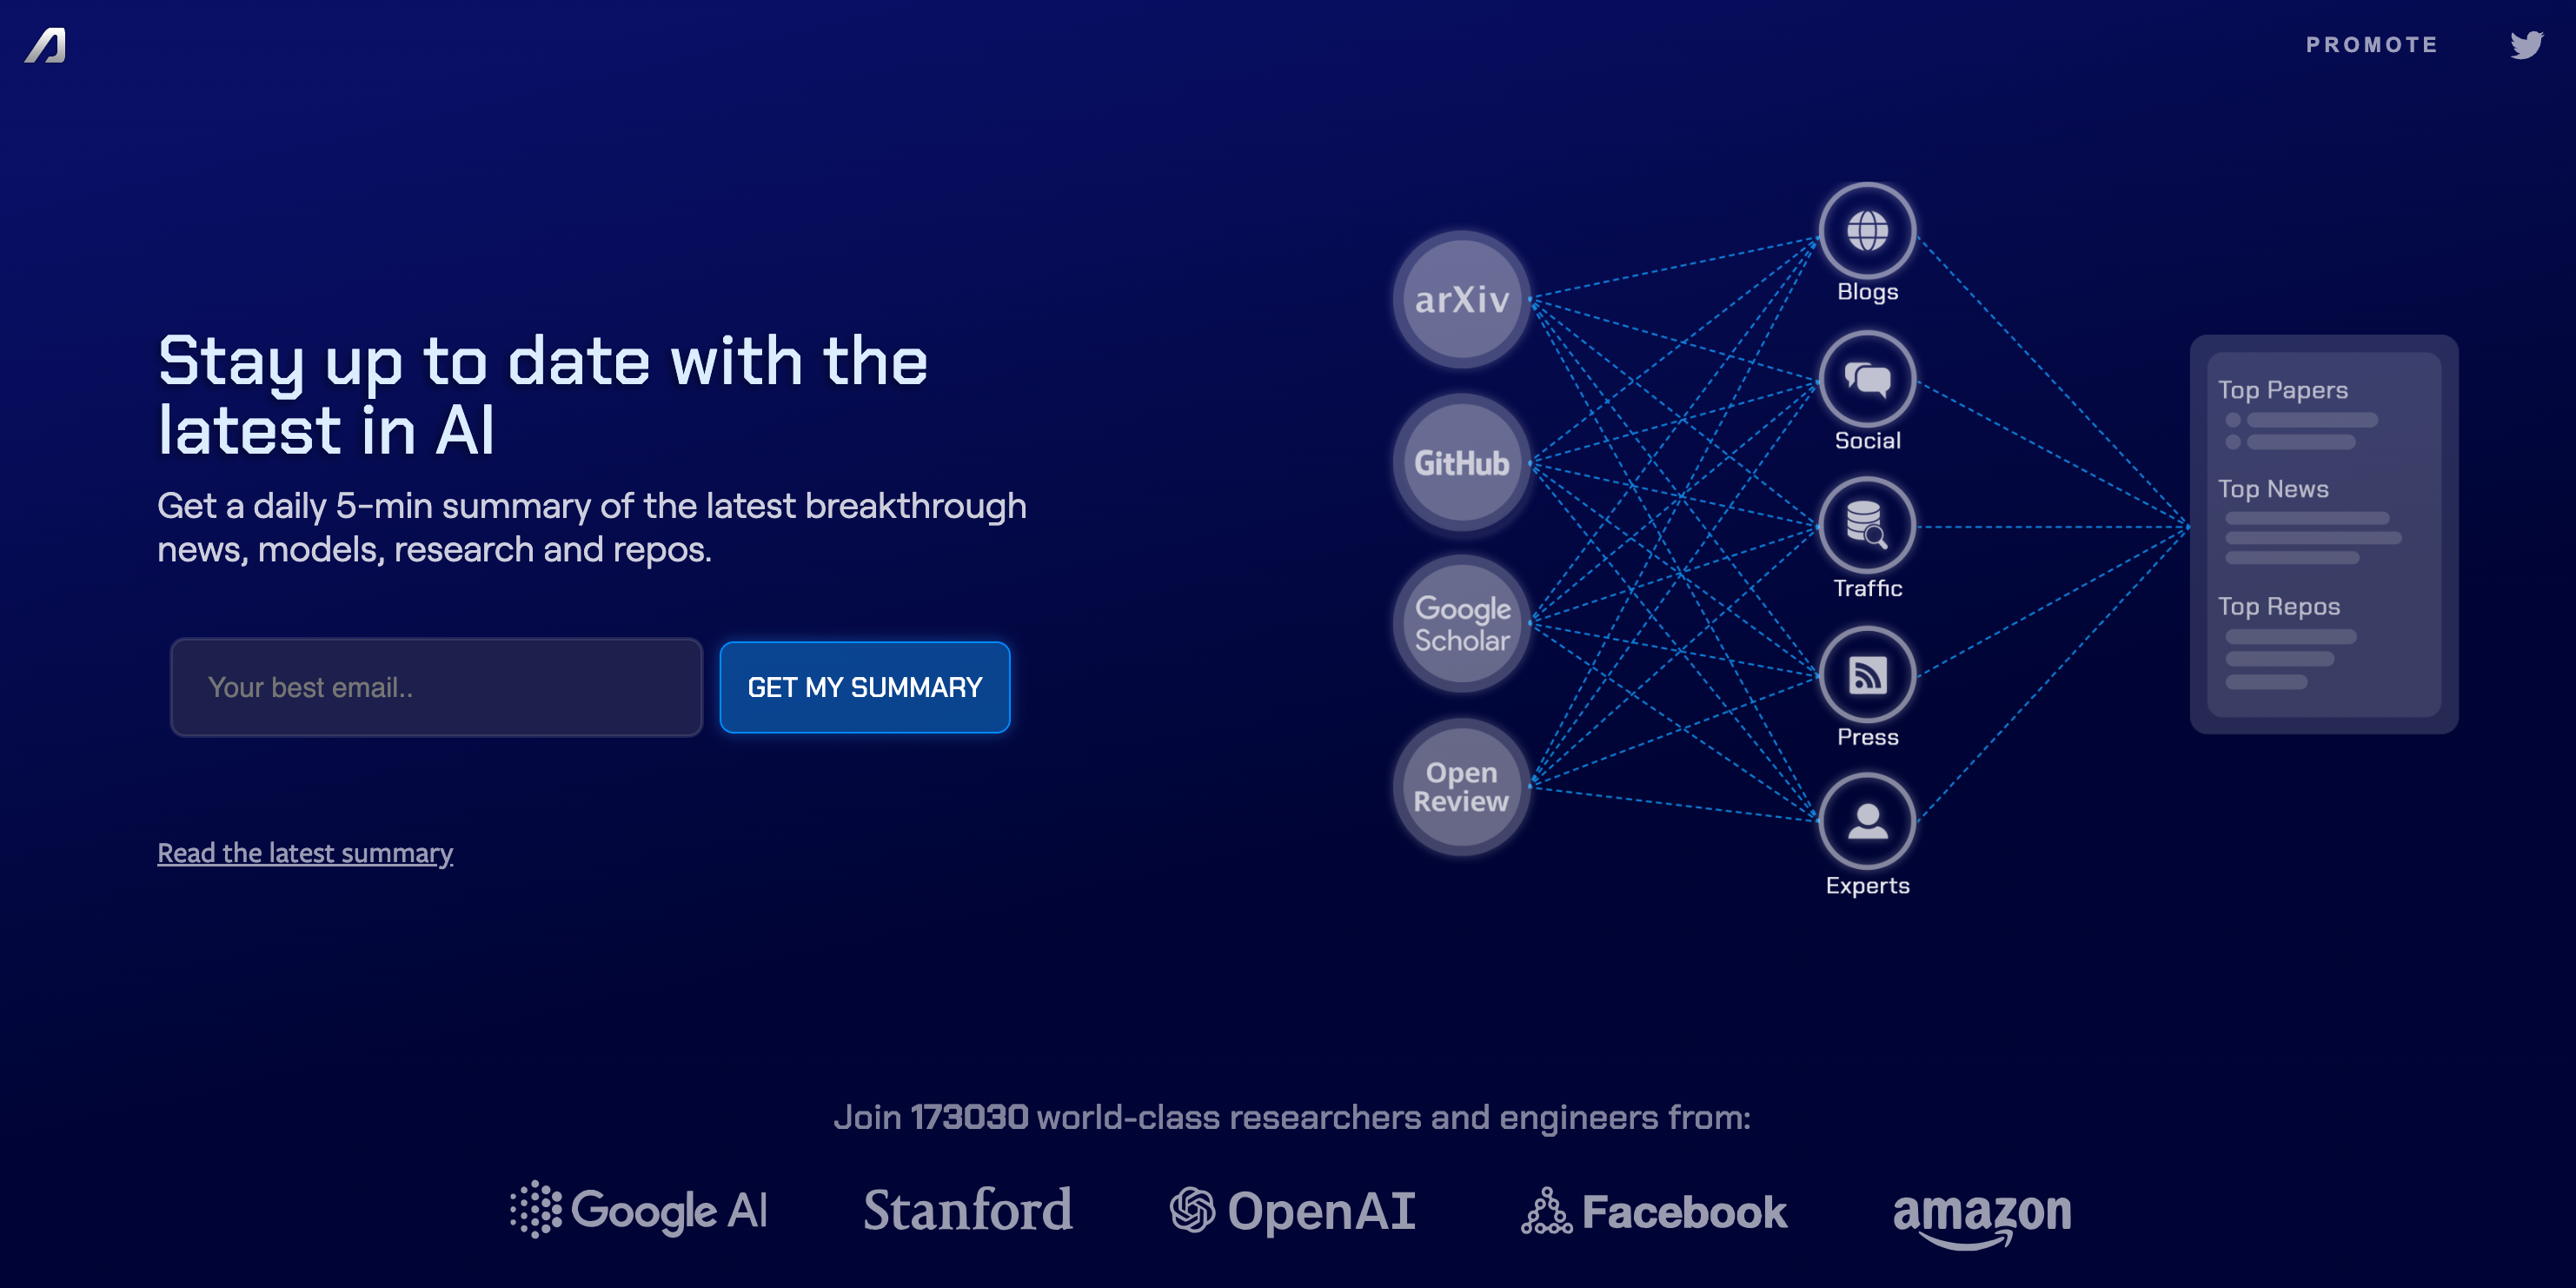 PROMOTE
Stay up to date with the
latest in AI
Get a daily 5-min summary of the latest breakthrough
news, models, research and repos.
Your best email..
GET MY SUMMARY
Read the latest summary
arXiv
GitHub
Google
Scholar
Open
Review
Blogs
Social
Traffic
Press
Experts
Top Papers
Top News
Top Repos
Join 173030 world-class researchers and engineers from:
Google AI
Stanford
OpenAI
Facebook
amazon